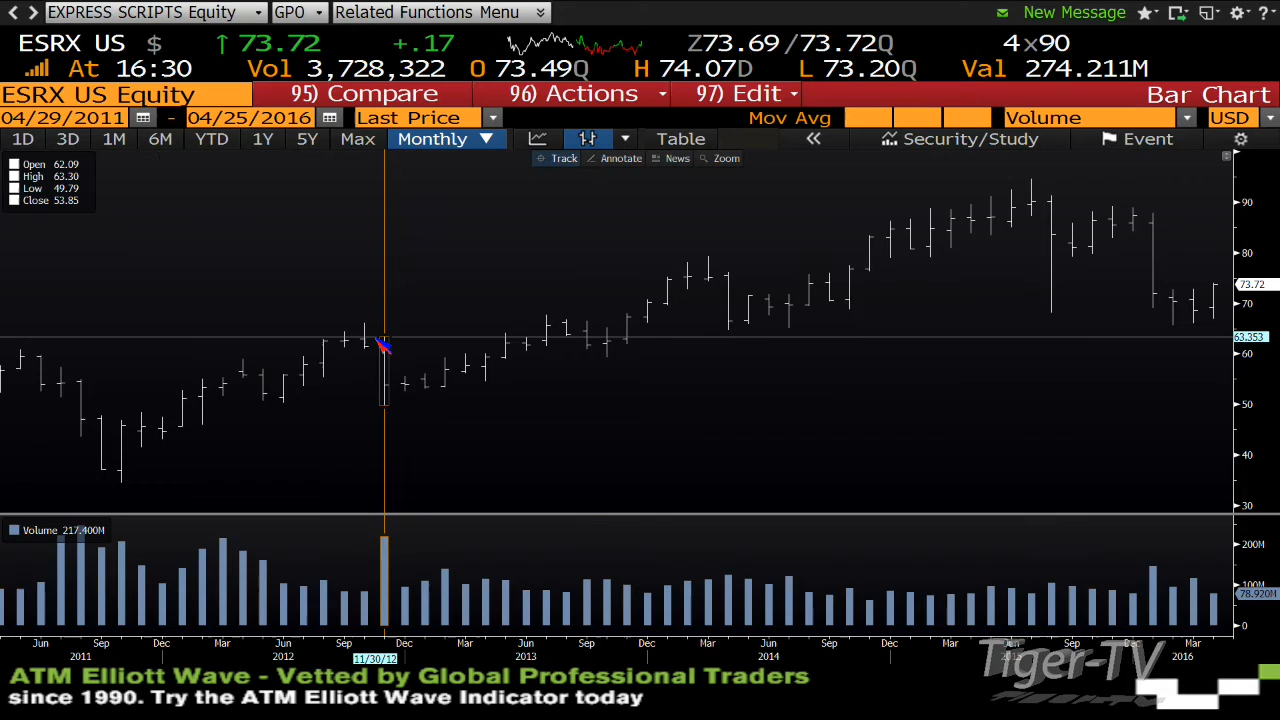 EXPRESS SCRIPTS Equity GPO Related Functions Menu New Message
ESRX US $ ↑ 73.72 +.17 Z73.69 /73.72Q 4x90
At 16:30 Vol 3,728,322 O 73.49Q H 74.07D L 73.20Q Val 274.211M
ESRX US Equity 95) Compare 96) Actions 97) Edit Bar Chart
04/29/2011 - 04/25/2016 Last Price Mov Avg Volume USD
1D 3D 1M 6M YTD 1Y 5Y Max Monthly ▼ Table « Security/Study Event
Track Annotate News Zoom
Open 62.09
High 63.30
Low 49.79
Close 53.85
90
80
73.72
70
63.353
60
50
40
30
Volume 217.400M
200M
100M
78.920M
0
Jun Sep Dec Mar Jun Sep Dec Mar Jun Sep Dec Mar Jun Sep Dec Mar Jun Dec Mar
2011 2012 11/30/12 2013 2014 2015 2016
Tiger-TV
ATM Elliott Wave - Vetted by Global Professional Traders
since 1990. Try the ATM Elliott Wave Indicator today